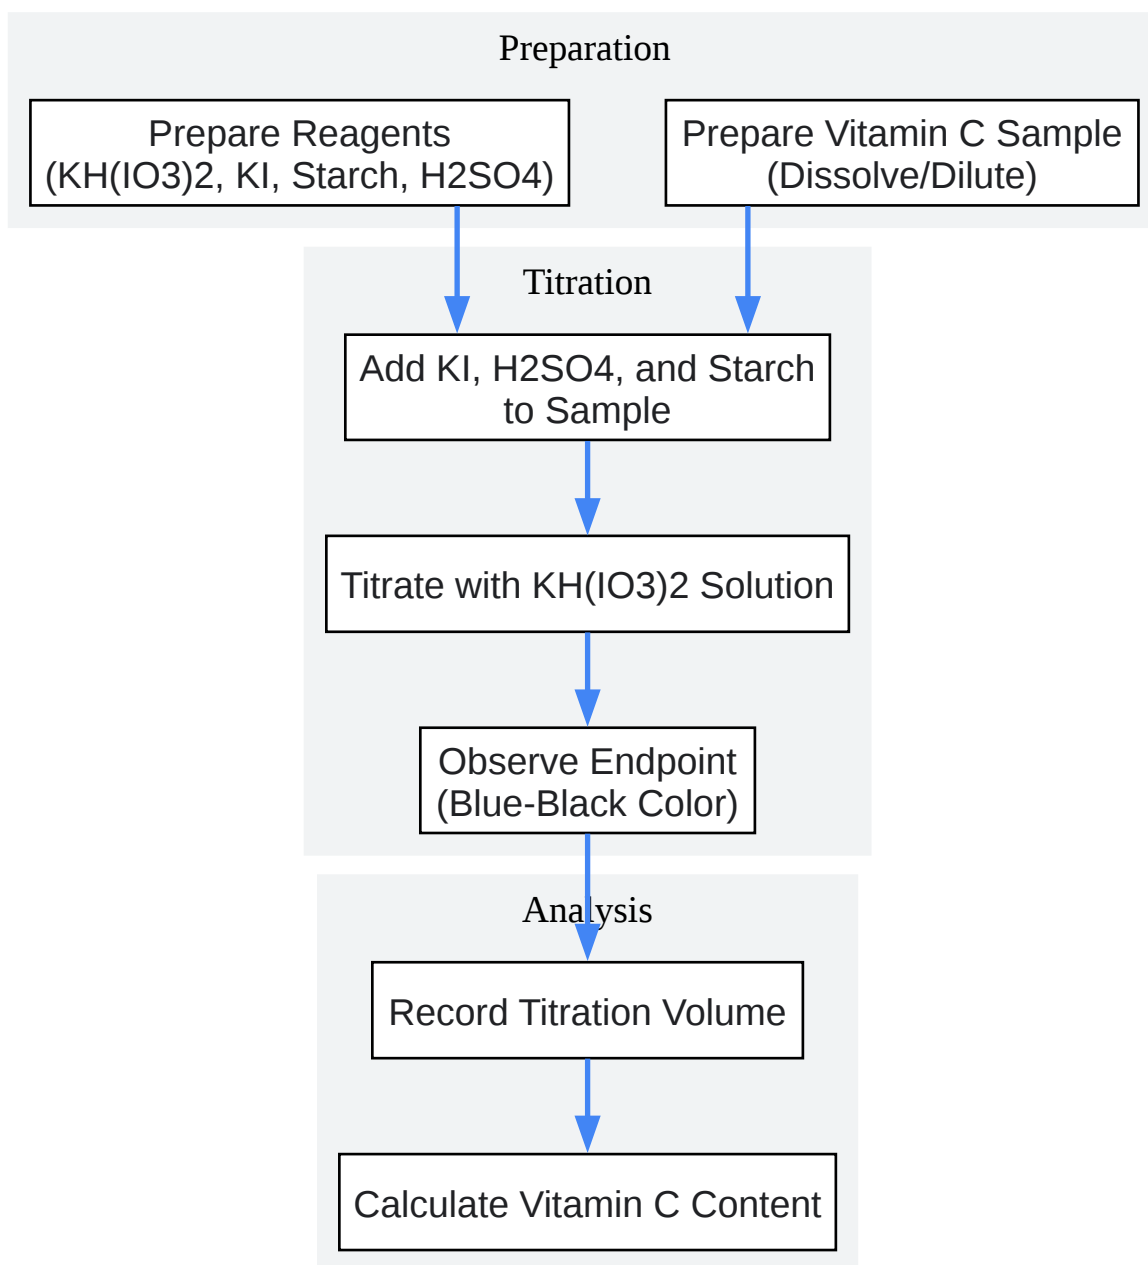 Preparation
Prepare Reagents
(KH(IO3)2, KI, Starch, H2SO4)
Prepare Vitamin C Sample
(Dissolve/Dilute)
Titration
Add KI, H2SO4, and Starch
to Sample
Titrate with KH(IO3)2 Solution
Observe Endpoint
(Blue-Black Color)
Analysis
Record Titration Volume
Calculate Vitamin C Content